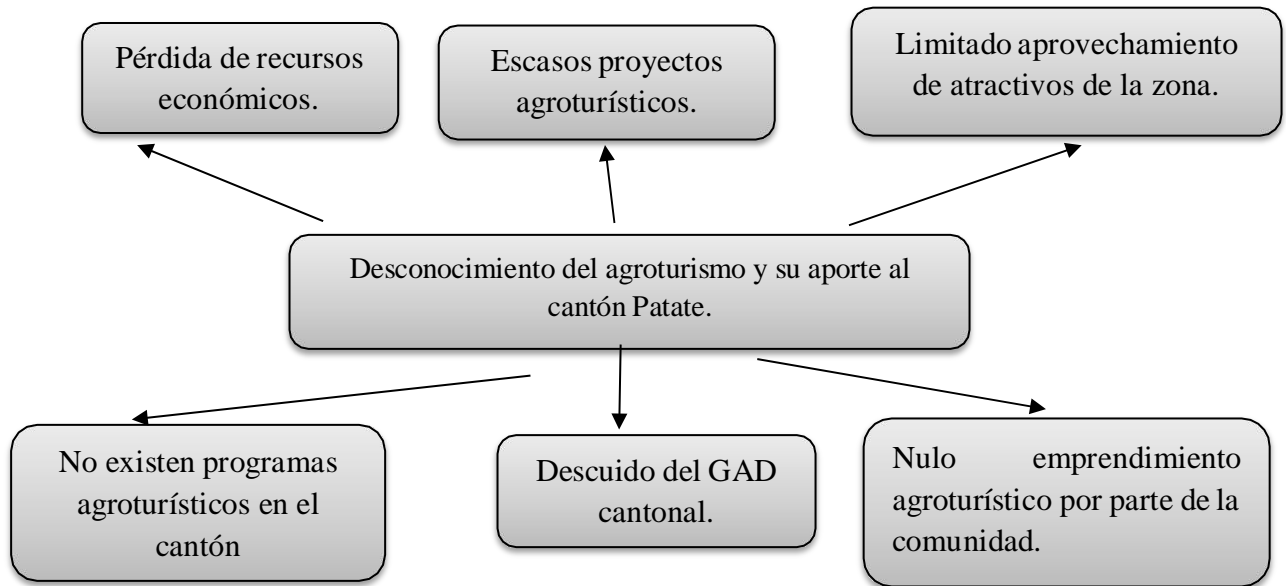 Pérdida de recursos
económicos.
Escasos proyectos
agroturísticos.
Limitado aprovechamiento
de atractivos de la zona.
Desconocimiento del agroturismo y su aporte al
cantón Patate.
No existen programas
agroturísticos en el
cantón
Descuido del GAD
cantonal.
Nulo emprendimiento
agroturístico por parte de la
comunidad.